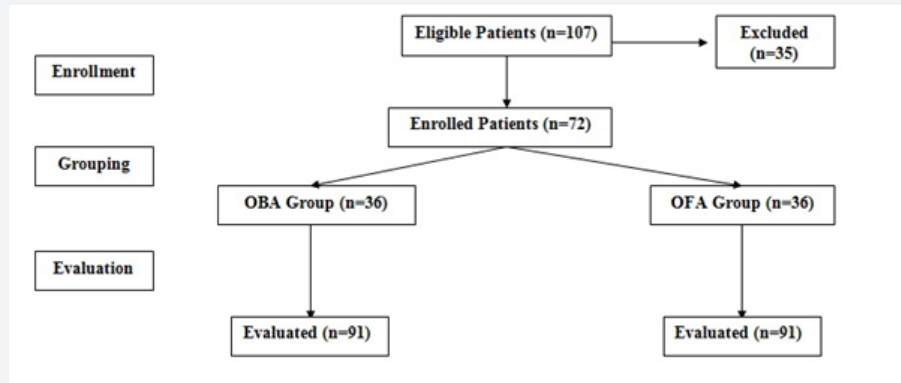 Eligible Patients (n=107)
Excluded
(n=35)
Enrollment
Enrolled Patients (n=72)
Grouping
OBA Group (n=36)
OFA Group (n=36)
Evaluation
Evaluated (n=91)
Evaluated (n=91)